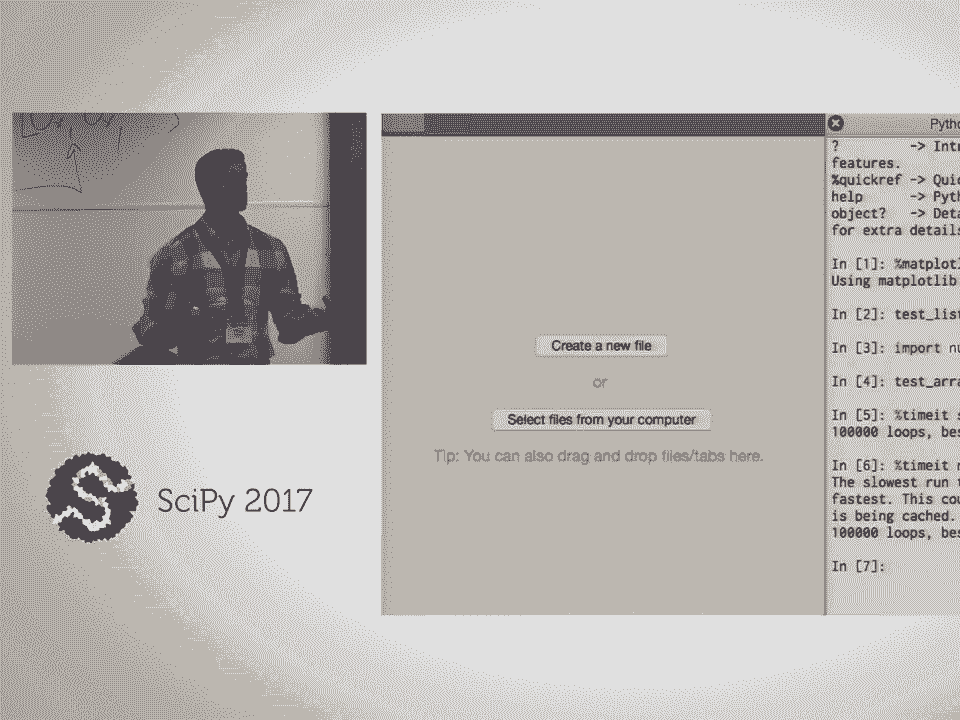 SciPy 2017
Create a new file
or
Select files from your computer
Tip: You can also drag and drop files/tabs here.
Pytho
? -> Intr
features.
%quickref -> Quic
help -> Pyth
object? -> Deta
for extra details
In [1]: %matplotl
Using matplotlib
In [2]: test_list
In [3]: import nu
In [4]: test_arra
In [5]: %timeit s
100000 loops, bes
In [6]: %timeit n
The slowest run t
fastest. This cou
is being cached.
100000 loops, bes
In [7]: